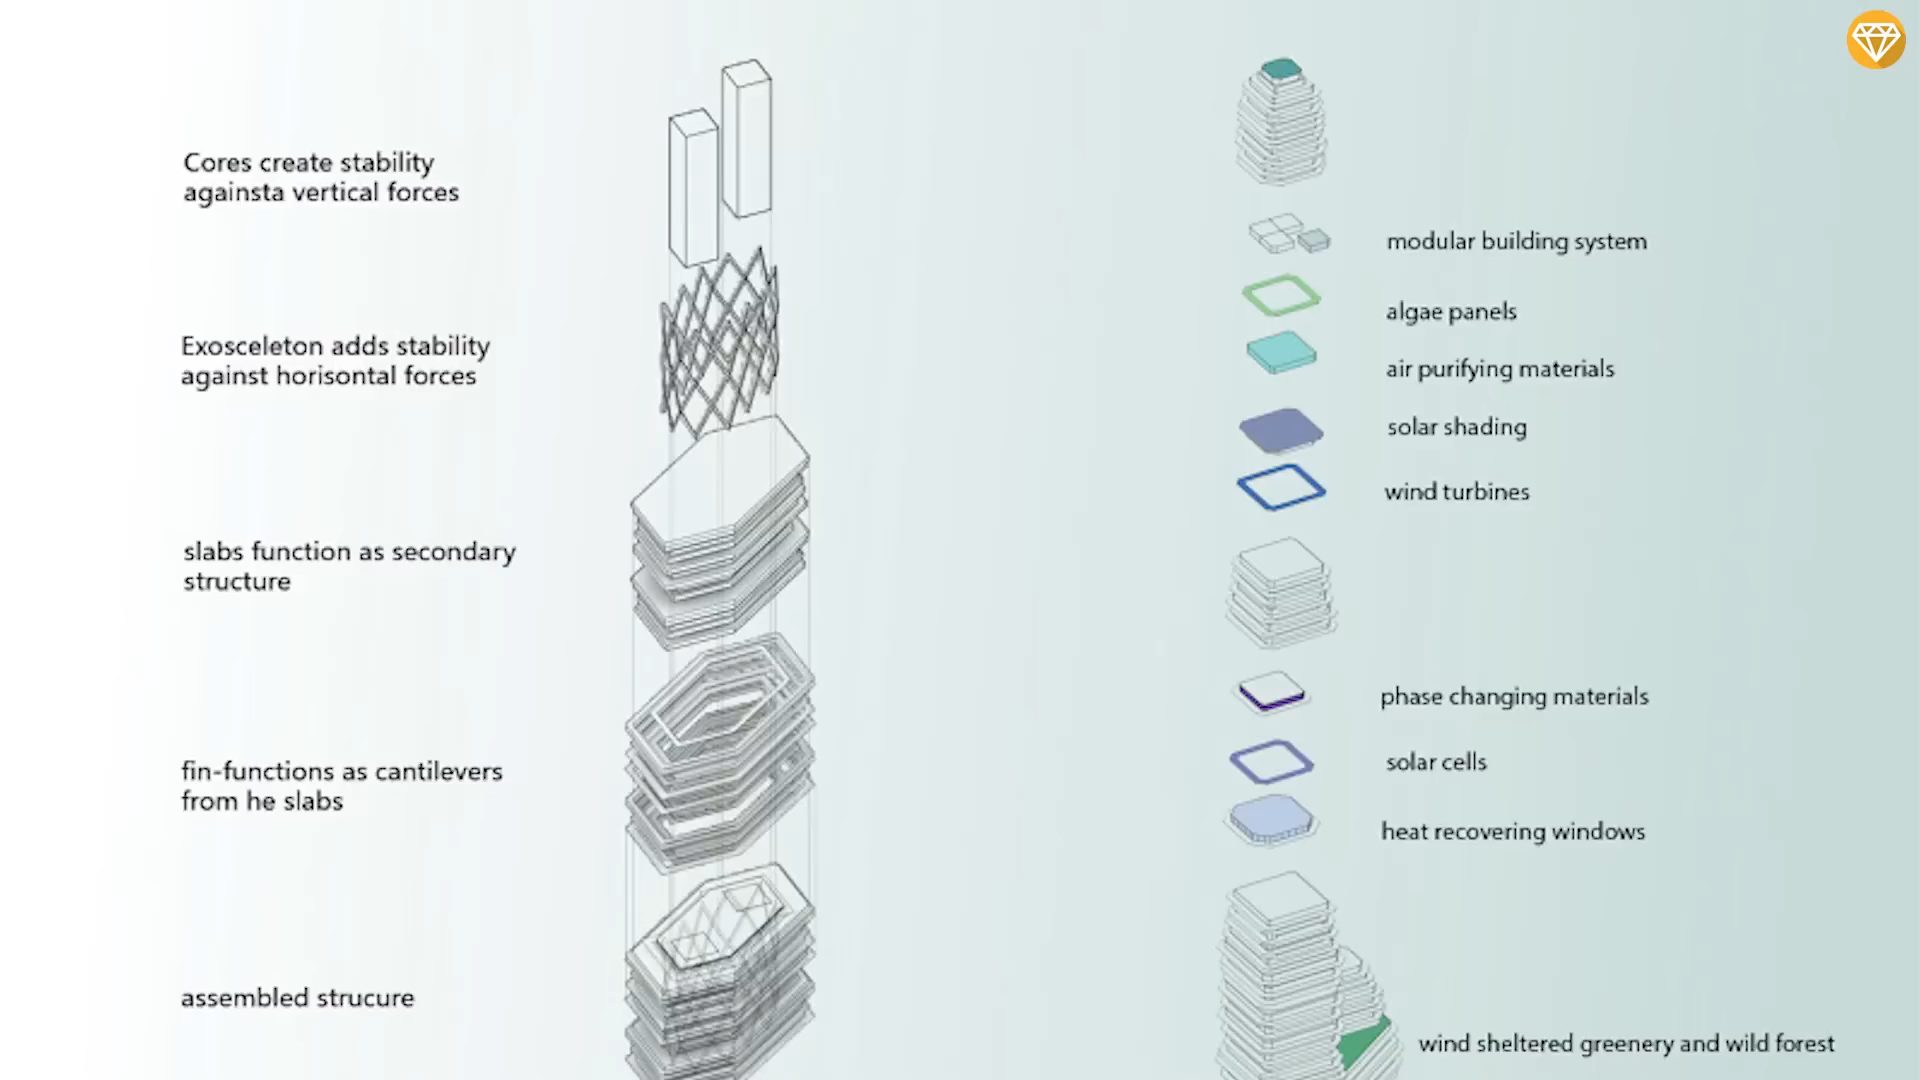 Cores create stability
againsta vertical forces
Exosceleton adds stability
against horisontal forces
slabs function as secondary
structure
fin-functions as cantilevers
from he slabs
assembled strucure
modular building system
algae panels
air purifying materials
solar shading
wind turbines
phase changing materials
solar cells
heat recovering windows
wind sheltered greenery and wild forest